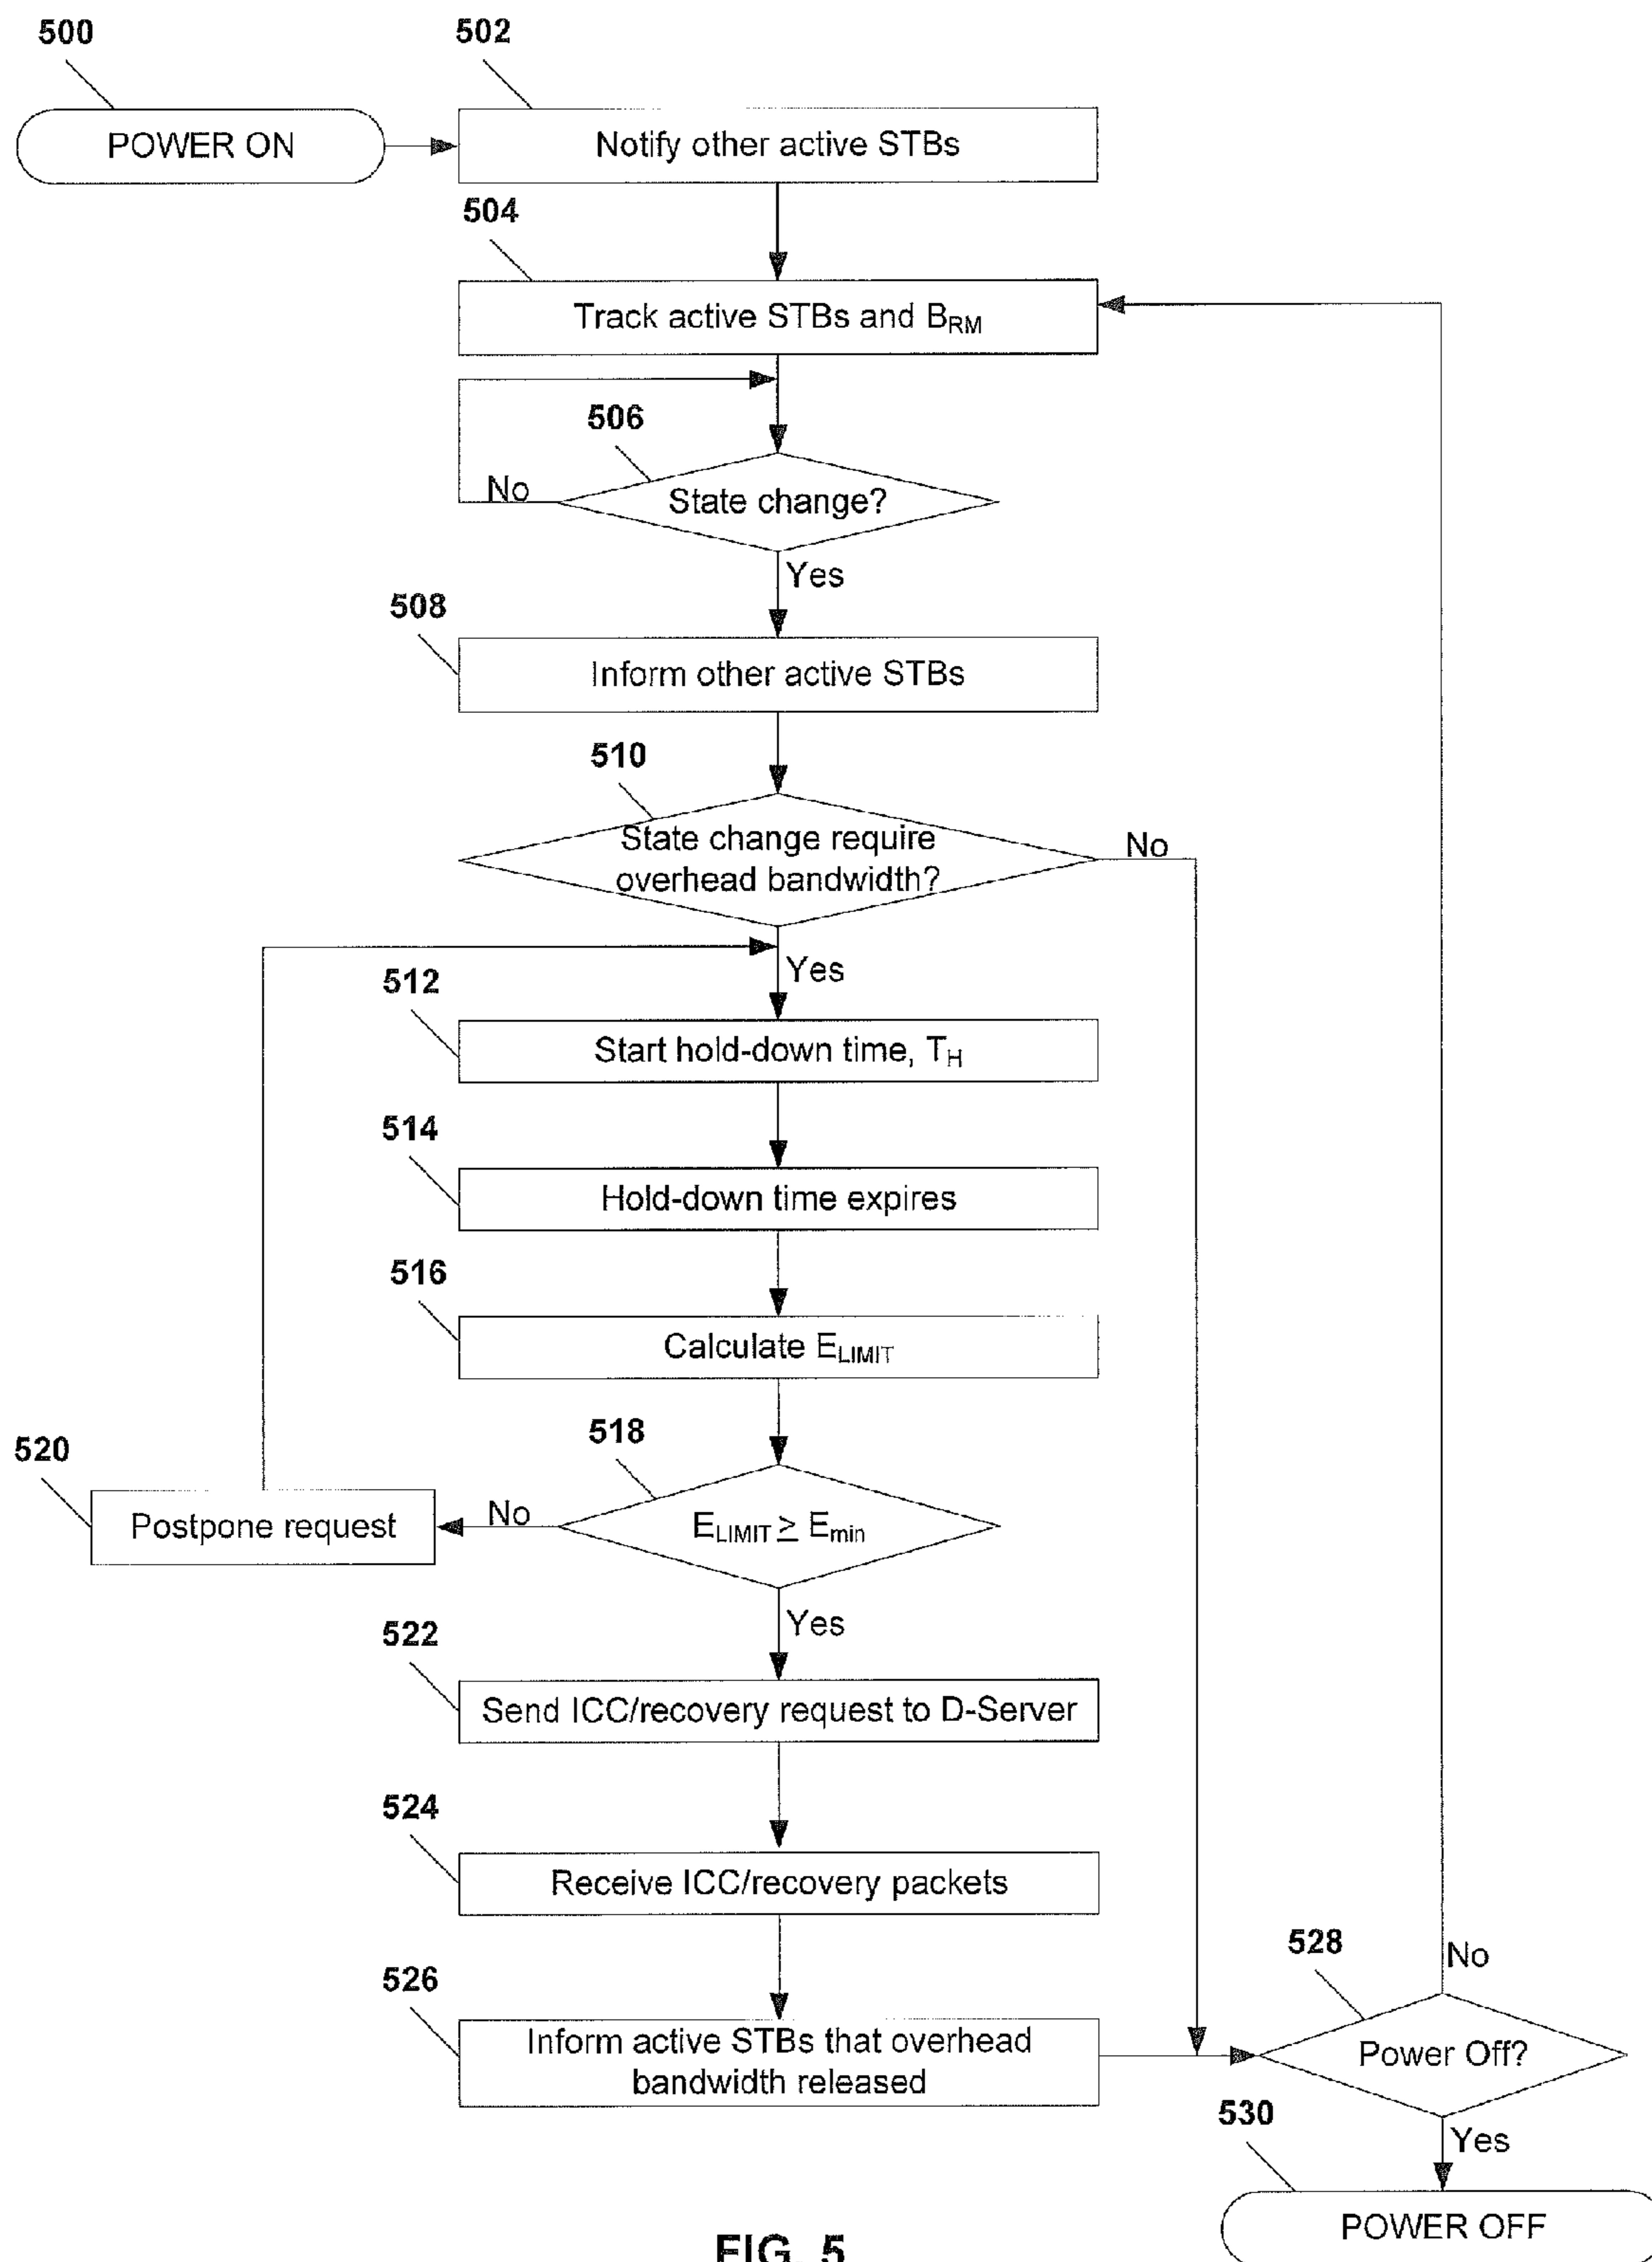 500
POWER ON
502
Notify other active STBs
504
Track active STBs and B_RM
506
State change?
No
Yes
508
Inform other active STBs
510
State change require
overhead bandwidth?
No
Yes
512
Start hold-down time, T_H
514
Hold-down time expires
516
Calculate E_LIMIT
518
E_LIMIT ≥ E_min
No
520
Postpone request
Yes
522
Send ICC/recovery request to D-Server
524
Receive ICC/recovery packets
526
Inform active STBs that overhead
bandwidth released
528
Power Off?
No
Yes
530
POWER OFF
FIG. 5